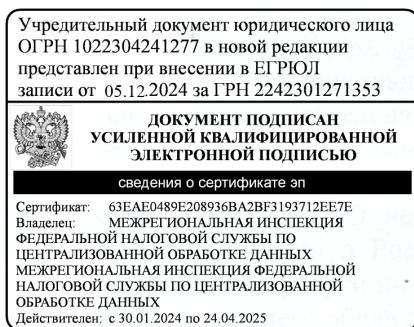 Учредительный документ юридического лица
ОГРН 1022304241277 в новой редакции
представлен при внесении в ЕГРЮЛ
записи от 05.12.2024 за ГРН 2242301271353
ДОКУМЕНТ ПОДПИСАН
УСИЛЕННОЙ КВАЛИФИЦИРОВАННОЙ
ЭЛЕКТРОННОЙ ПОДПИСЬЮ
сведения о сертификате эп
Сертификат: 63EAE0489E208936BA2BF3193712EE7E
Владелец: МЕЖРЕГИОНАЛЬНАЯ ИНСПЕКЦИЯ
ФЕДЕРАЛЬНОЙ НАЛОГОВОЙ СЛУЖБЫ ПО
ЦЕНТРАЛИЗОВАННОЙ ОБРАБОТКЕ ДАННЫХ
МЕЖРЕГИОНАЛЬНАЯ ИНСПЕКЦИЯ ФЕДЕРАЛЬНОЙ
НАЛОГОВОЙ СЛУЖБЫ ПО ЦЕНТРАЛИЗОВАННОЙ
ОБРАБОТКЕ ДАННЫХ
Действителен: с 30.01.2024 по 24.04.2025